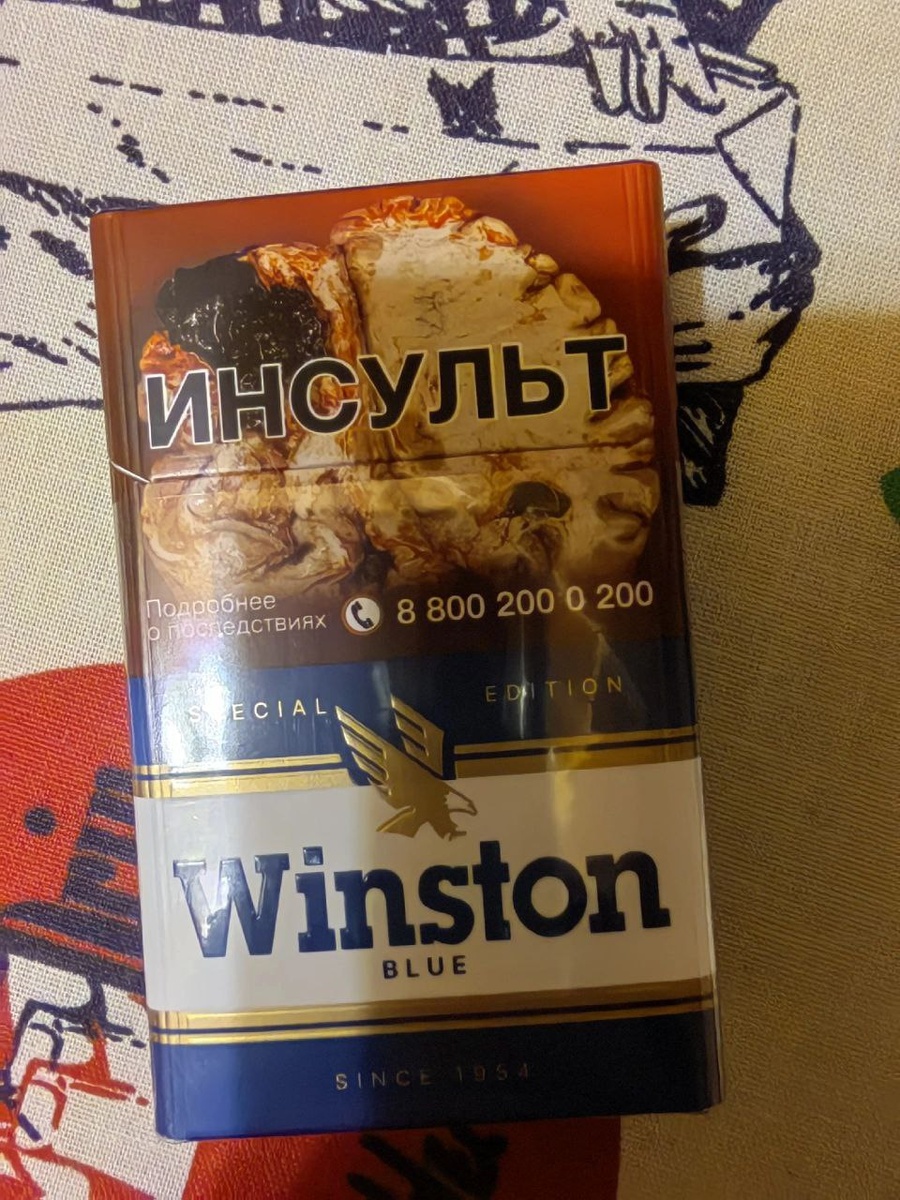 ИНСУЛЬТ
Подробнее
о последствиях
8 800 200 0 200
SPECIAL EDITION
Winston
BLUE
SINCE 1954